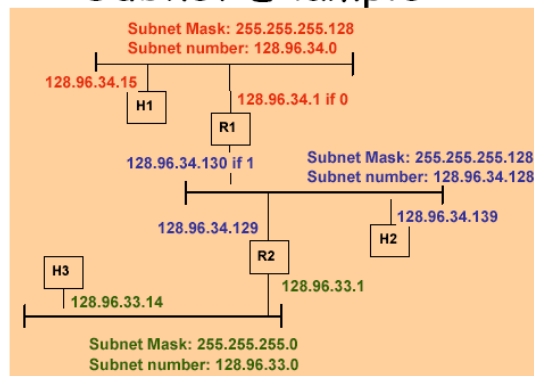 Subnet Mask: 255.255.255.128
Subnet number: 128.96.34.0
128.96.34.15
H1
128.96.34.1 if 0
R1
128.96.34.130 if 1
Subnet Mask: 255.255.255.128
Subnet number: 128.96.34.128
128.96.34.139
H2
128.96.34.129
R2
H3
128.96.33.1
128.96.33.14
Subnet Mask: 255.255.255.0
Subnet number: 128.96.33.0